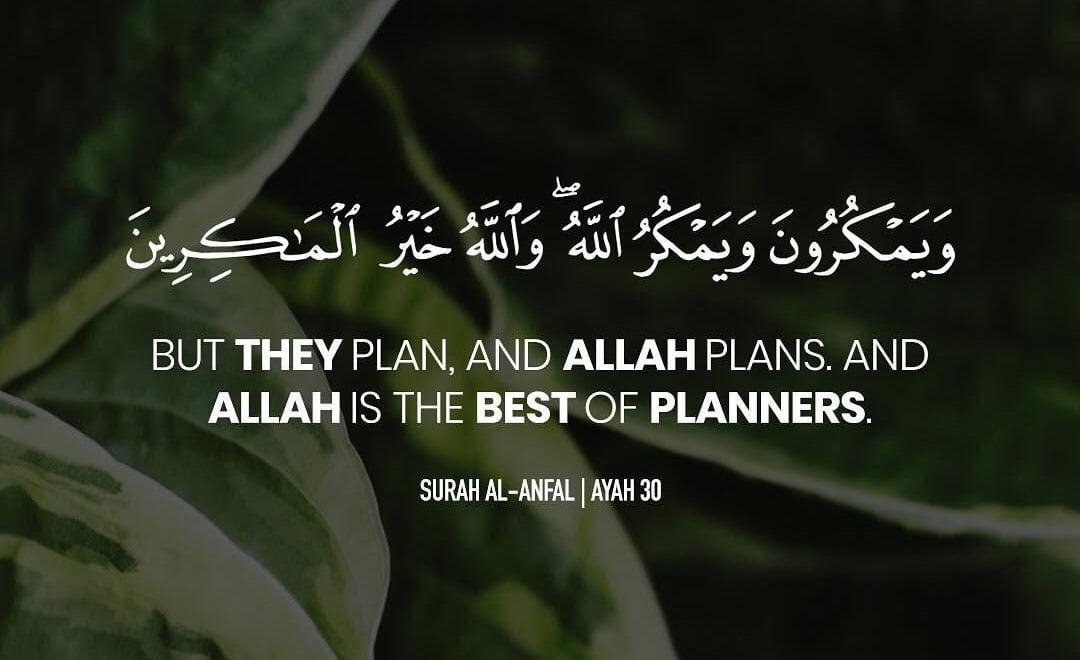 وَيَمْكُرُونَ وَيَمْكُرُ ٱللَّهُ ۖ وَٱللَّهُ خَيْرُ ٱلْمَـٰكِرِينَ
BUT THEY PLAN, AND ALLAH PLANS. AND
ALLAH IS THE BEST OF PLANNERS.
SURAH AL-ANFAL | AYAH 30